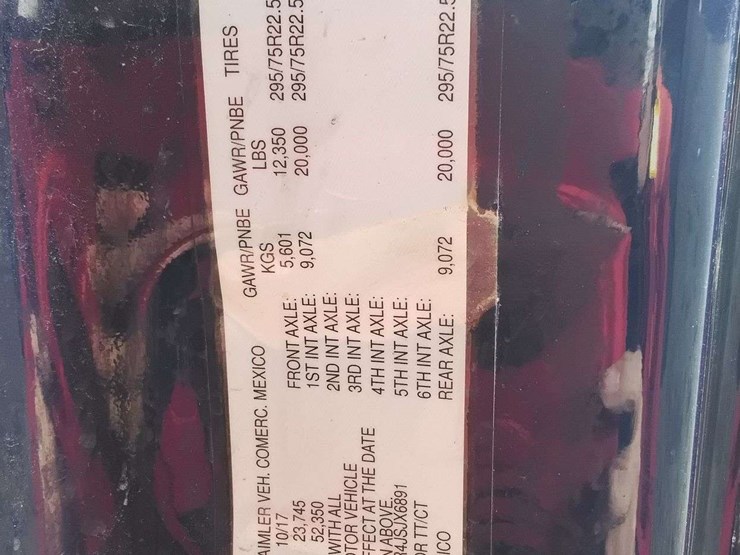 AIMLER VEH. COMERC. MEXICO
10/17
23,745
52,350
WITH ALL
TOR VEHICLE
FFECT AT THE DATE
N ABOVE.
34JSJX6891
OR TT/CT
ICO
GAWR/PNBE GAWR/PNBE TIRES
KGS LBS
FRONT AXLE: 5,601 12,350 295/75R22.5
1ST INT AXLE: 9,072 20,000 295/75R22.5
2ND INT AXLE:
3RD INT AXLE:
4TH INT AXLE:
5TH INT AXLE:
6TH INT AXLE:
REAR AXLE: 9,072 20,000 295/75R22.5